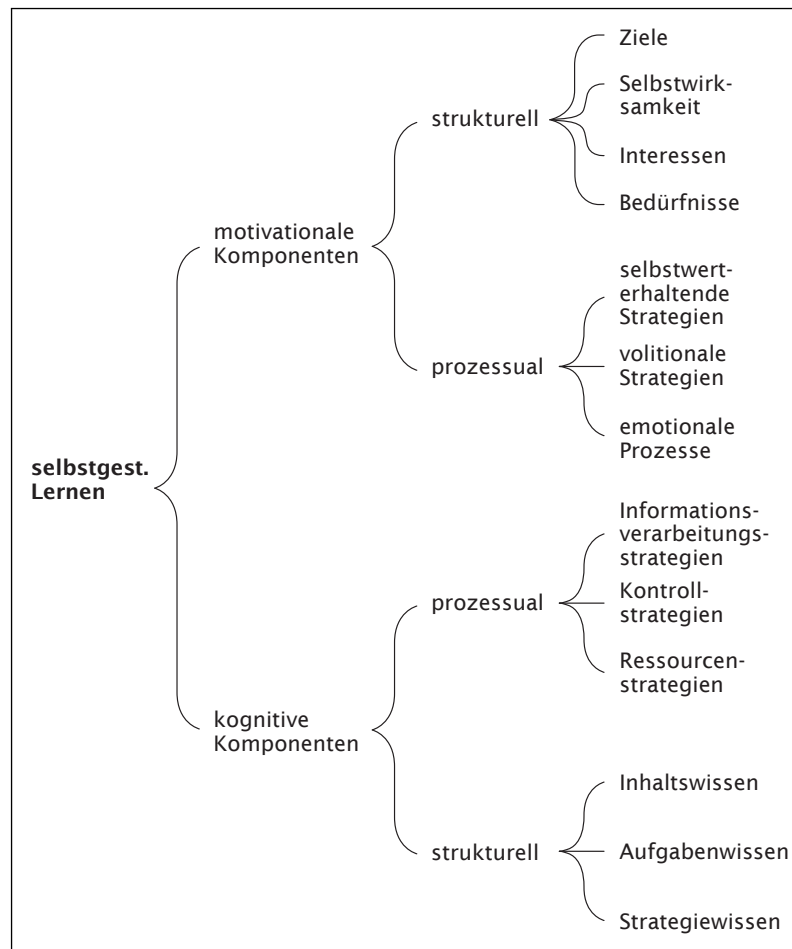 Ziele
Selbstwirk-
samkeit
strukturell
Interessen
Bedürfnisse
motivationale
Komponenten
selbstwert-
erhaltende
Strategien
prozessual
volitionale
Strategien
emotionale
Prozesse
selbstgest.
Lernen
Informations-
verarbeitungs-
strategien
prozessual
Kontroll-
strategien
Ressourcen-
strategien
kognitive
Komponenten
Inhaltswissen
strukturell
Aufgabenwissen
Strategiewissen